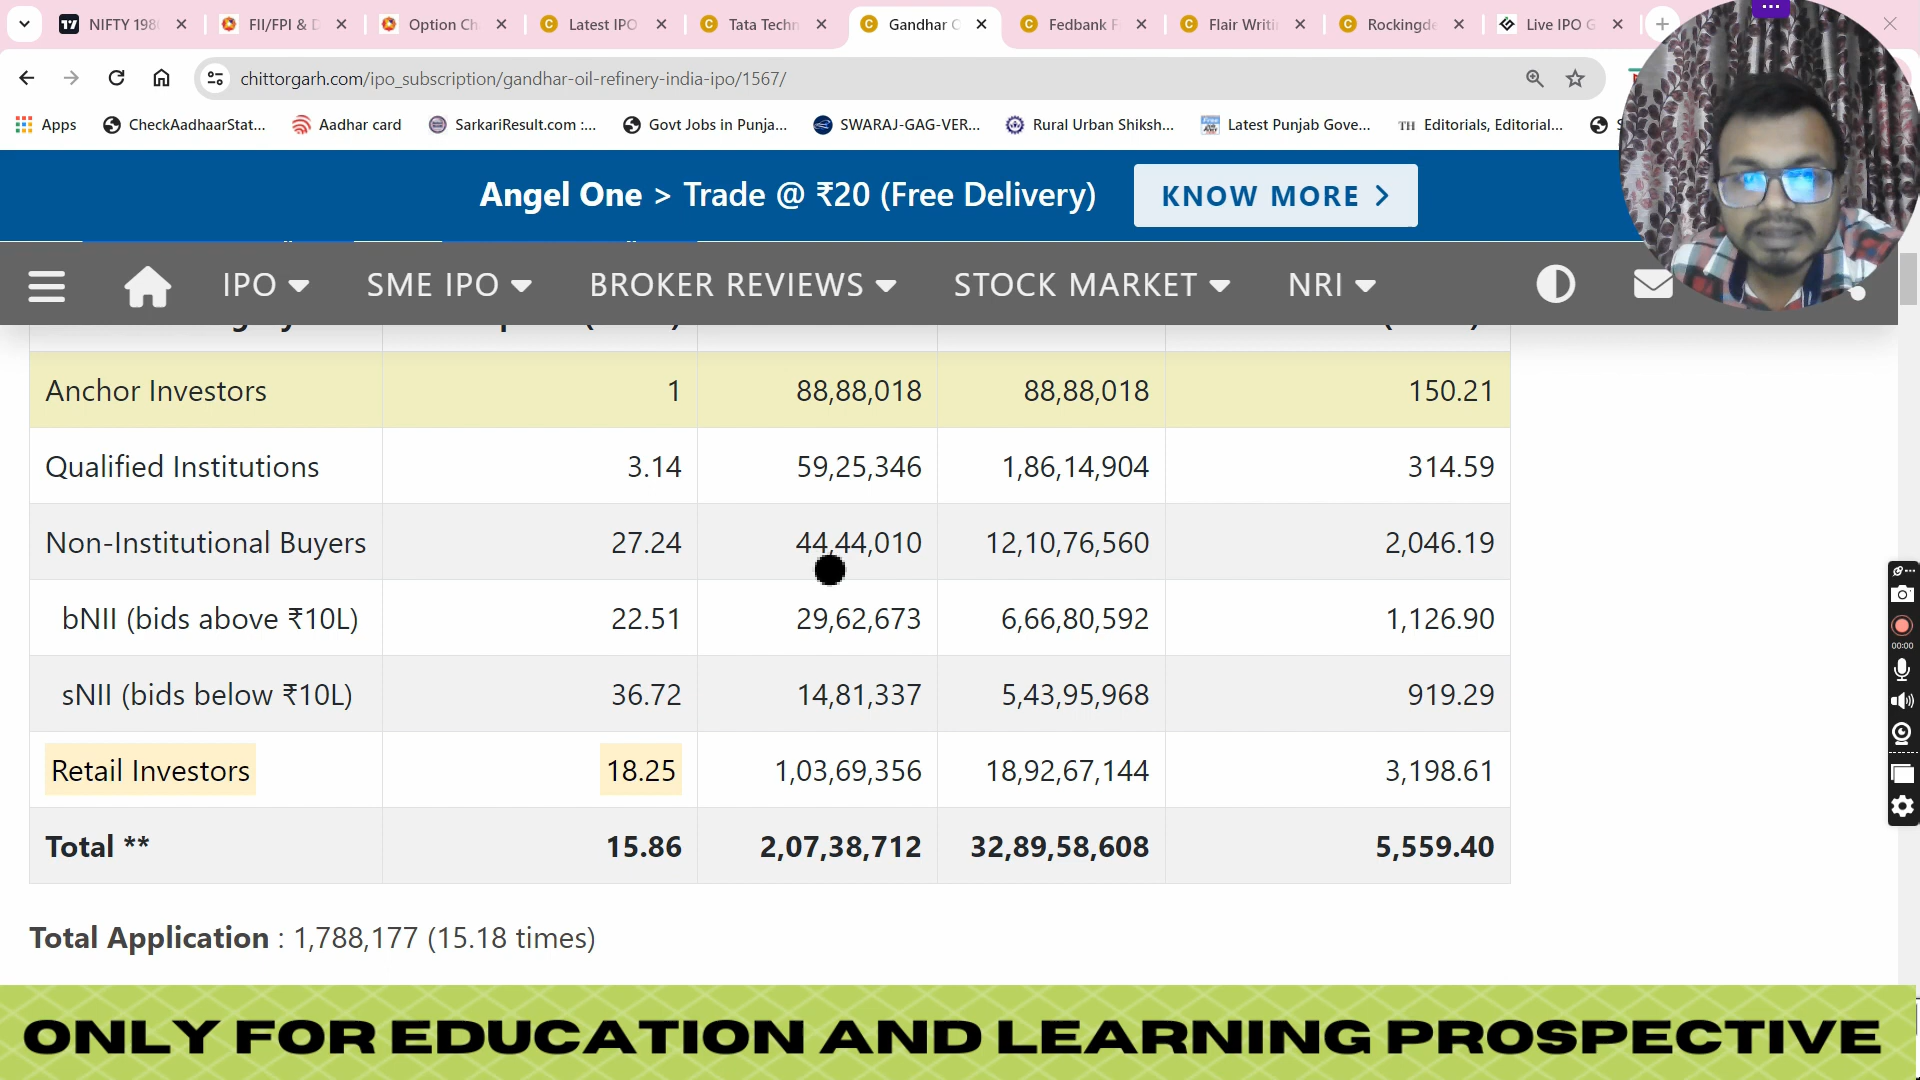 NIFTY 198
FII/FPI & D
Option Ch
Latest IPO
Tata Techn
Gandhar O
Fedbank F
Flair Writi
Rockingde
Live IPO G
chittorgarh.com/ipo_subscription/gandhar-oil-refinery-india-ipo/1567/
Apps
CheckAadhaarStat...
Aadhar card
SarkariResult.com :...
Govt Jobs in Punja...
SWARAJ-GAG-VER...
Rural Urban Shiksh...
Latest Punjab Gove...
TH Editorials, Editorial...
Angel One > Trade @ ₹20 (Free Delivery)
KNOW MORE
IPO
SME IPO
BROKER REVIEWS
STOCK MARKET
NRI
Anchor Investors 1 88,88,018 88,88,018 150.21
Qualified Institutions 3.14 59,25,346 1,86,14,904 314.59
Non-Institutional Buyers 27.24 44,44,010 12,10,76,560 2,046.19
bNII (bids above ₹10L) 22.51 29,62,673 6,66,80,592 1,126.90
sNII (bids below ₹10L) 36.72 14,81,337 5,43,95,968 919.29
Retail Investors 18.25 1,03,69,356 18,92,67,144 3,198.61
Total ** 15.86 2,07,38,712 32,89,58,608 5,559.40
Total Application : 1,788,177 (15.18 times)
00:00
ONLY FOR EDUCATION AND LEARNING PROSPECTIVE